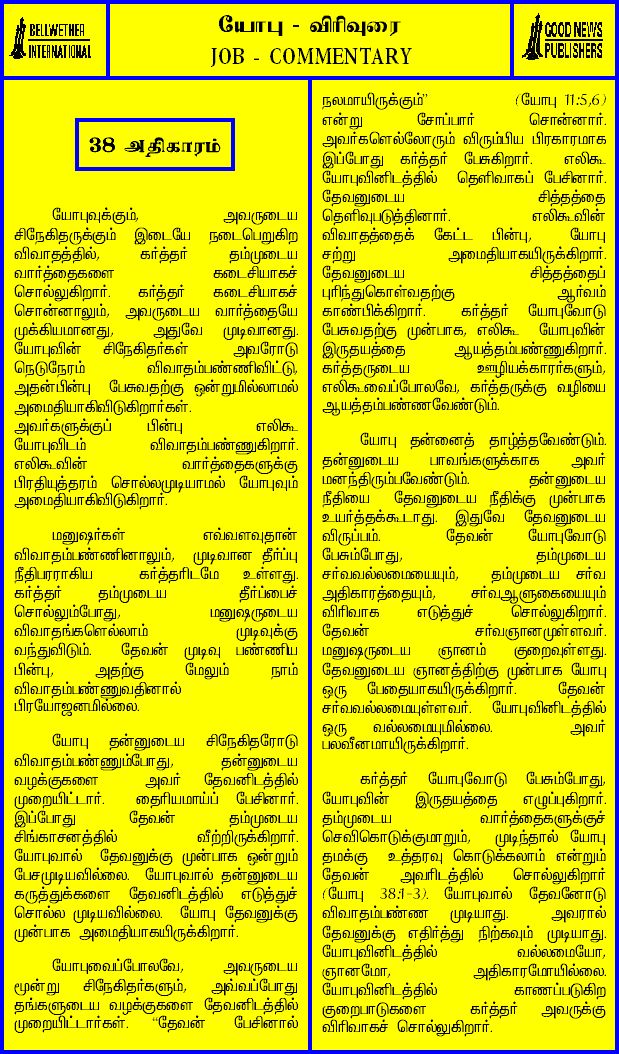 BELLWETHER
INTERNATIONAL
யோபு - விரிவுரை
JOB - COMMENTARY
GOOD NEWS
PUBLISHERS
38 அதிகாரம்
யோபுவுக்கும், அவருடைய
சிநேகிதருக்கும் இடையே நடைபெறுகிற
விவாதத்தில், கர்த்தர் தம்முடைய
வார்த்தைகளை கடைசியாகச்
சொல்லுகிறார். கர்த்தர் கடைசியாகச்
சொன்னாலும், அவருடைய வார்த்தையே
முக்கியமானது, அதுவே முடிவானது.
யோபுவின் சிநேகிதர்கள் அவரோடு
நெடுநேரம் விவாதம்பண்ணிவிட்டு,
அதன்பின்பு பேசுவதற்கு ஒன்றுமில்லாமல்
அமைதியாகிவிடுகிறார்கள்.
அவர்களுக்குப் பின்பு எலிகூ
யோபுவிடம் விவாதம்பண்ணுகிறார்.
எலிகூவின் வார்த்தைகளுக்கு
பிரதியுத்தரம் சொல்லமுடியாமல் யோபுவும்
அமைதியாகிவிடுகிறார்.
மனுஷர்கள் எவ்வளவுதான்
விவாதம்பண்ணினாலும், முடிவான தீர்ப்பு
நீதிபரராகிய கர்த்தரிடமே உள்ளது.
கர்த்தர் தம்முடைய தீர்ப்பைச்
சொல்லும்போது, மனுஷருடைய
விவாதங்களெல்லாம் முடிவுக்கு
வந்துவிடும். தேவன் முடிவு பண்ணிய
பின்பு, அதற்கு மேலும் நாம்
விவாதம்பண்ணுவதினால்
பிரயோஜனமில்லை.
யோபு தன்னுடைய சிநேகிதரோடு
விவாதம்பண்ணும்போது, தன்னுடைய
வழக்குகளை அவர் தேவனிடத்தில்
முறையிட்டார். தைரியமாய்ப் பேசினார்.
இப்போது தேவன் தம்முடைய
சிங்காசனத்தில் வீற்றிருக்கிறார்.
யோபுவால் தேவனுக்கு முன்பாக ஒன்றும்
பேசமுடியவில்லை. யோபுவால் தன்னுடைய
கருத்துக்களை தேவனிடத்தில் எடுத்துச்
சொல்ல முடியவில்லை. யோபு தேவனுக்கு
முன்பாக அமைதியாகயிருக்கிறார்.
யோபுவைப்போலவே, அவருடைய
மூன்று சிநேகிதர்களும், அவ்வப்போது
தங்களுடைய வழக்குகளை தேவனிடத்தில்
முறையிட்டார்கள். “தேவன் பேசினால்
நலமாயிருக்கும்” (யோபு 11:5,6)
என்று சோப்பார் சொன்னார்.
அவர்களெல்லோரும் விரும்பிய பிரகாரமாக
இப்போது கர்த்தர் பேசுகிறார். எலிகூ
யோபுவினிடத்தில் தெளிவாகப் பேசினார்.
தேவனுடைய சித்தத்தை
தெளிவுபடுத்தினார். எலிகூவின்
விவாதத்தைக் கேட்ட பின்பு, யோபு
சற்று அமைதியாகயிருக்கிறார்.
தேவனுடைய சித்தத்தைப்
புரிந்துகொள்வதற்கு ஆர்வம்
காண்பிக்கிறார். கர்த்தர் யோபுவோடு
பேசுவதற்கு முன்பாக, எலிகூ யோபுவின்
இருதயத்தை ஆயத்தம்பண்ணுகிறார்.
கர்த்தருடைய ஊழியக்காரர்களும்,
எலிகூவைப்போலவே, கர்த்தருக்கு வழியை
ஆயத்தம்பண்ணவேண்டும்.
யோபு தன்னைத் தாழ்த்தவேண்டும்.
தன்னுடைய பாவங்களுக்காக அவர்
மனந்திரும்பவேண்டும். தன்னுடைய
நீதியை தேவனுடைய நீதிக்கு முன்பாக
உயர்த்தக்கூடாது. இதுவே தேவனுடைய
விருப்பம். தேவன் யோபுவோடு
பேசும்போது, தம்முடைய
சர்வவல்லமையையும், தம்முடைய சர்வ
அதிகாரத்தையும், சர்வஆளுகையையும்
விரிவாக எடுத்துச் சொல்லுகிறார்.
தேவன் சர்வஞானமுள்ளவர்.
மனுஷருடைய ஞானம் குறைவுள்ளது.
தேவனுடைய ஞானத்திற்கு முன்பாக யோபு
ஒரு பேதையாகயிருக்கிறார். தேவன்
சர்வவல்லமையுள்ளவர். யோபுவினிடத்தில்
ஒரு வல்லமையுமில்லை. அவர்
பலவீனமாயிருக்கிறார்.
கர்த்தர் யோபுவோடு பேசும்போது,
யோபுவின் இருதயத்தை எழுப்புகிறார்.
தம்முடைய வார்த்தைகளுக்குச்
செவிகொடுக்குமாறும், முடிந்தால் யோபு
தமக்கு உத்தரவு கொடுக்கலாம் என்றும்
தேவன் அவரிடத்தில் சொல்லுகிறார்
(யோபு 38:1-3). யோபுவால் தேவனோடு
விவாதம்பண்ண முடியாது. அவரால்
தேவனுக்கு எதிர்த்து நிற்கவும் முடியாது.
யோபுவினிடத்தில் வல்லமையோ,
ஞானமோ, அதிகாரமோயில்லை.
யோபுவினிடத்தில் காணப்படுகிற
குறைபாடுகளை கர்த்தர் அவருக்கு
விரிவாகச் சொல்லுகிறார்.